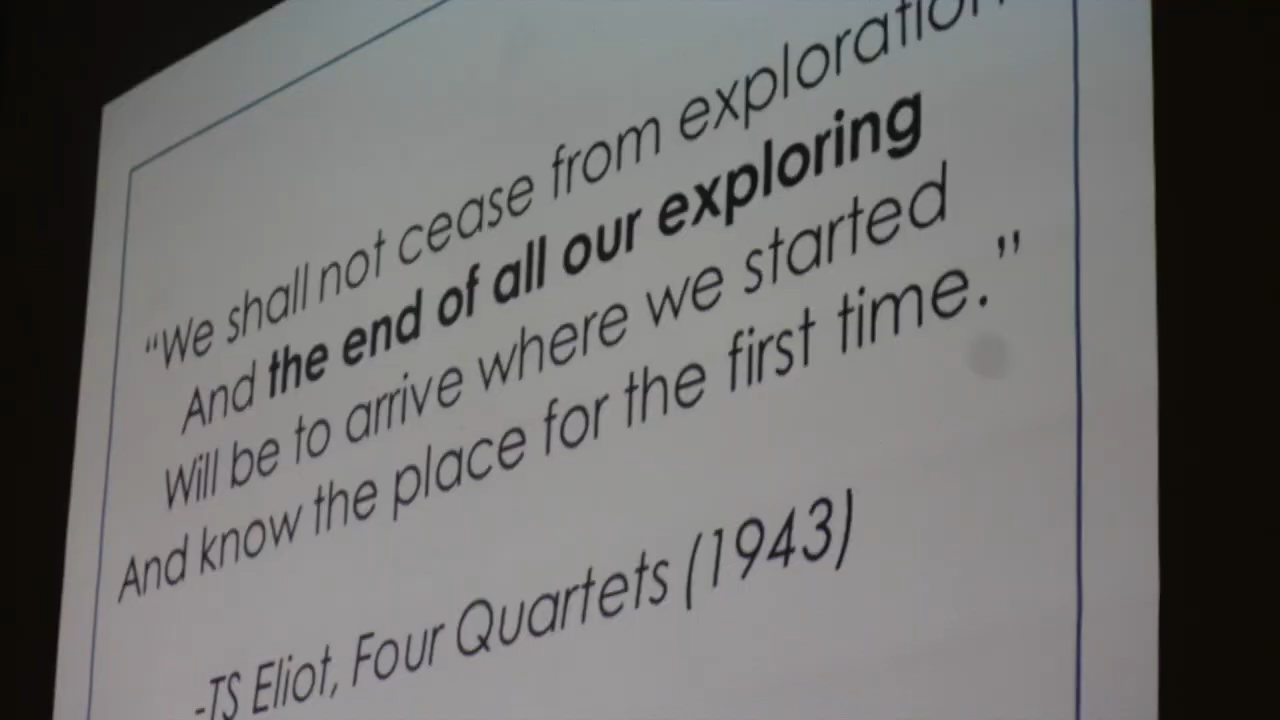 “We shall not cease from exploration
And the end of all our exploring
Will be to arrive where we started
And know the place for the first time.”
-TS Eliot, Four Quartets (1943)